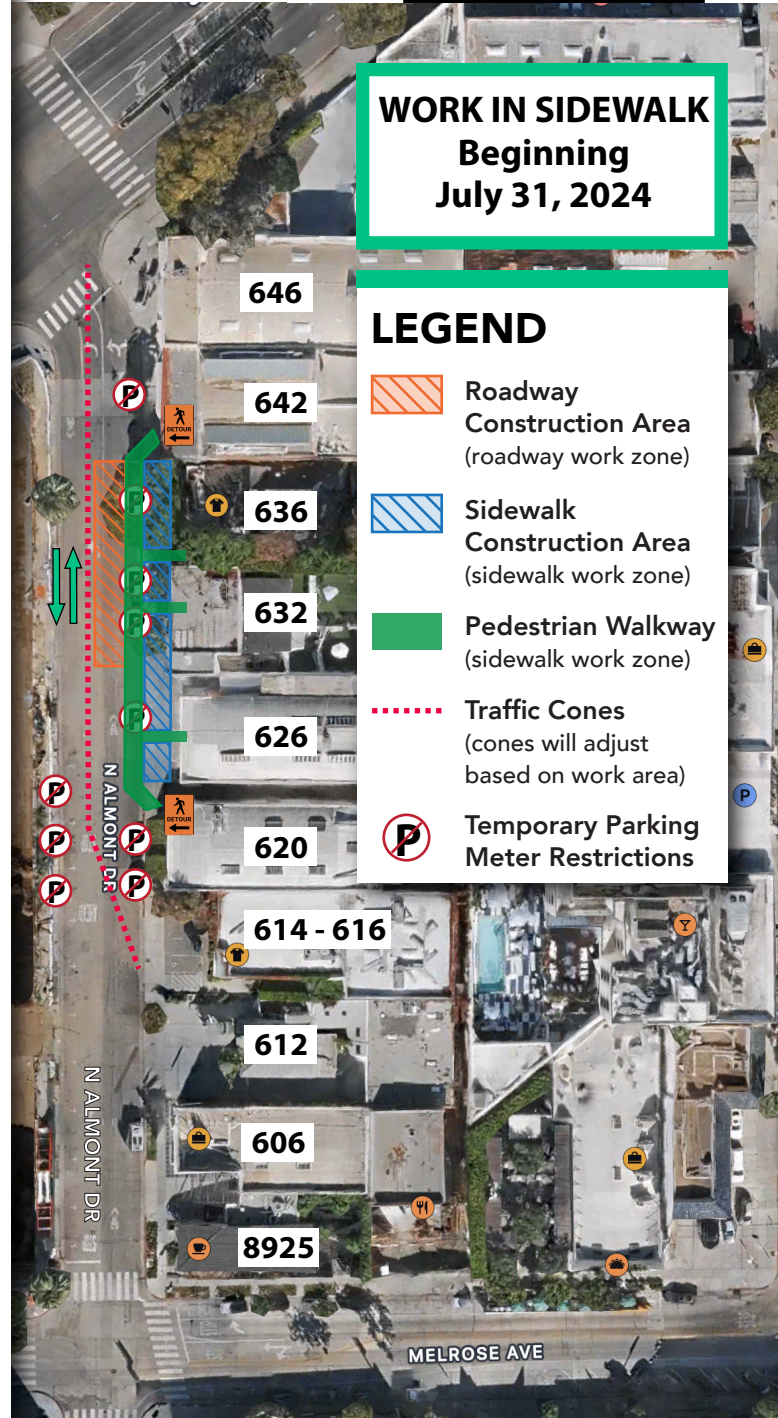 WORK IN SIDEWALK
Beginning
July 31, 2024
646
LEGEND
642
DETOUR
Roadway
Construction Area
(roadway work zone)
636
P
Sidewalk
Construction Area
(sidewalk work zone)
632
P
P
P
Pedestrian Walkway
(sidewalk work zone)
626
P
Traffic Cones
(cones will adjust
based on work area)
N ALMONT DR
P
P
P
P
P
P
DETOUR
620
P
Temporary Parking
Meter Restrictions
614 - 616
612
N ALMONT DR
606
8925
MELROSE AVE